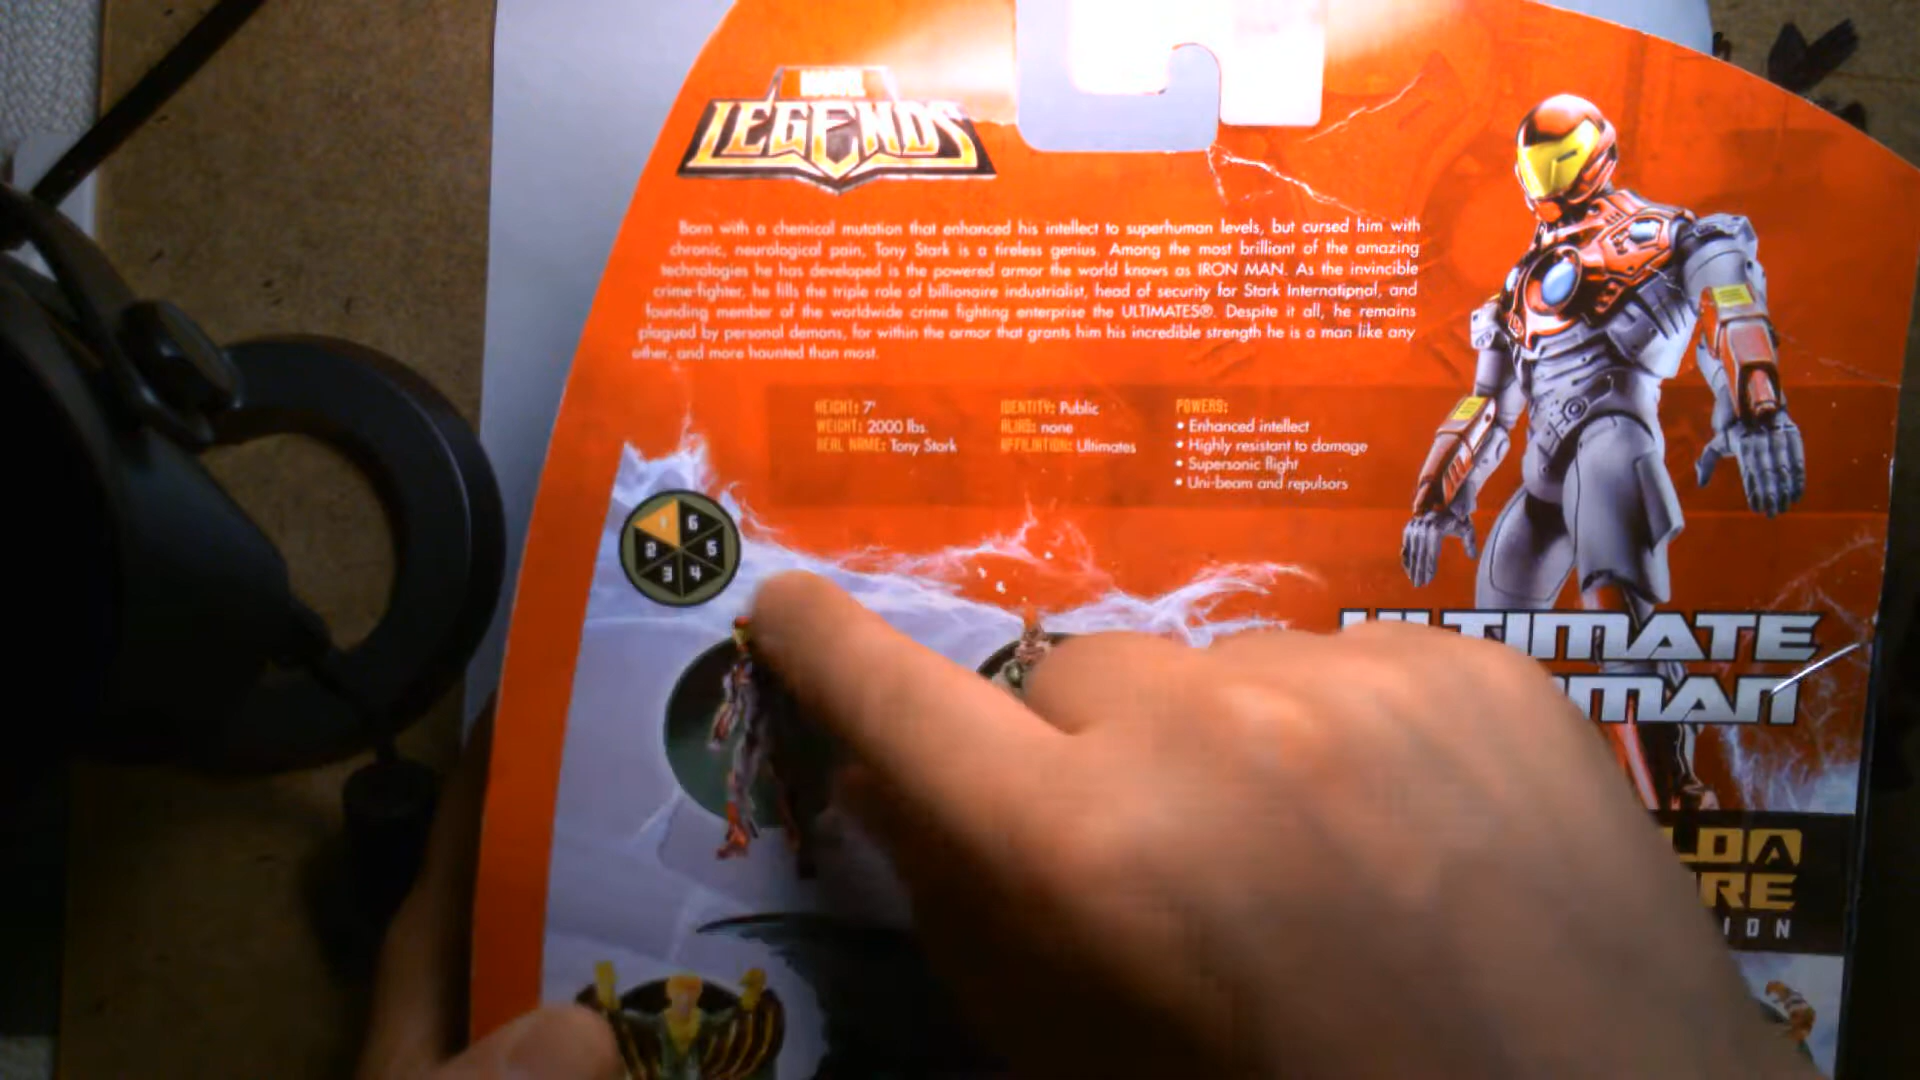 MARVEL
LEGENDS
Born with a chemical mutation that enhanced his intellect to superhuman levels, but cursed him with
chronic, neurological pain, Tony Stark is a tireless genius. Among the most brilliant of the amazing
technologies he has developed is the powered armor the world knows as IRON MAN. As the invincible
crime-fighter, he fills the triple role of billionaire industrialist, head of security for Stark International, and
founding member of the worldwide crime fighting enterprise the ULTIMATES®. Despite it all, he remains
plagued by personal demons, for within the armor that grants him his incredible strength he is a man like any
other, and more haunted than most.
HEIGHT: 7'
WEIGHT: 2000 lbs.
REAL NAME: Tony Stark
IDENTITY: Public
ALIAS: none
AFFILIATION: Ultimates
POWERS:
• Enhanced intellect
• Highly resistant to damage
• Supersonic flight
• Uni-beam and repulsors
1 6
2 5
3 4
ULTIMATE
MAN
LD A
RE
ION